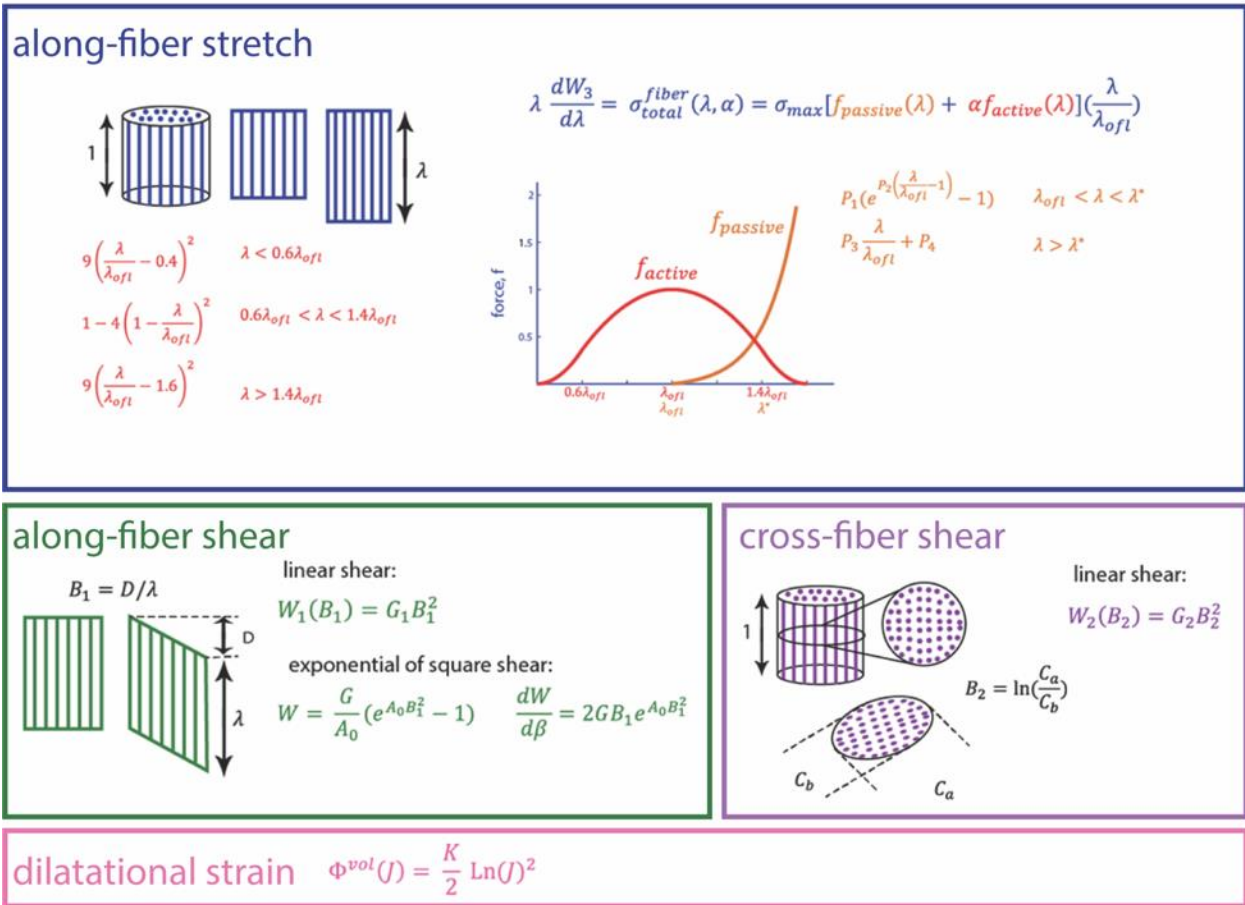 along-fiber stretch
λ dW₃/dλ = σ_total^fiber(λ, α) = σ_max[f_passive(λ) + αf_active(λ)](λ/λ_ofl)
1
λ
9(λ/λ_ofl − 0.4)²   λ < 0.6λ_ofl
1 − 4(1 − λ/λ_ofl)²   0.6λ_ofl < λ < 1.4λ_ofl
9(λ/λ_ofl − 1.6)²   λ > 1.4λ_ofl
force, f
2
1.5
1
0.5
f_passive
f_active
0.6λ_ofl   λ_ofl   1.4λ_ofl
λ_ofl   λ*
P₁(e^(P₂(λ/λ_ofl − 1)) − 1)   λ_ofl < λ < λ*
P₃ λ/λ_ofl + P₄   λ > λ*
along-fiber shear
B₁ = D/λ
D
λ
linear shear:
W₁(B₁) = G₁B₁²
exponential of square shear:
W = G/A₀ (e^(A₀B₁²) − 1)   dW/dβ = 2GB₁e^(A₀B₁²)
cross-fiber shear
1
linear shear:
W₂(B₂) = G₂B₂²
B₂ = ln(C_a/C_b)
C_b   C_a
dilatational strain   Φ^vol(J) = K/2 Ln(J)²